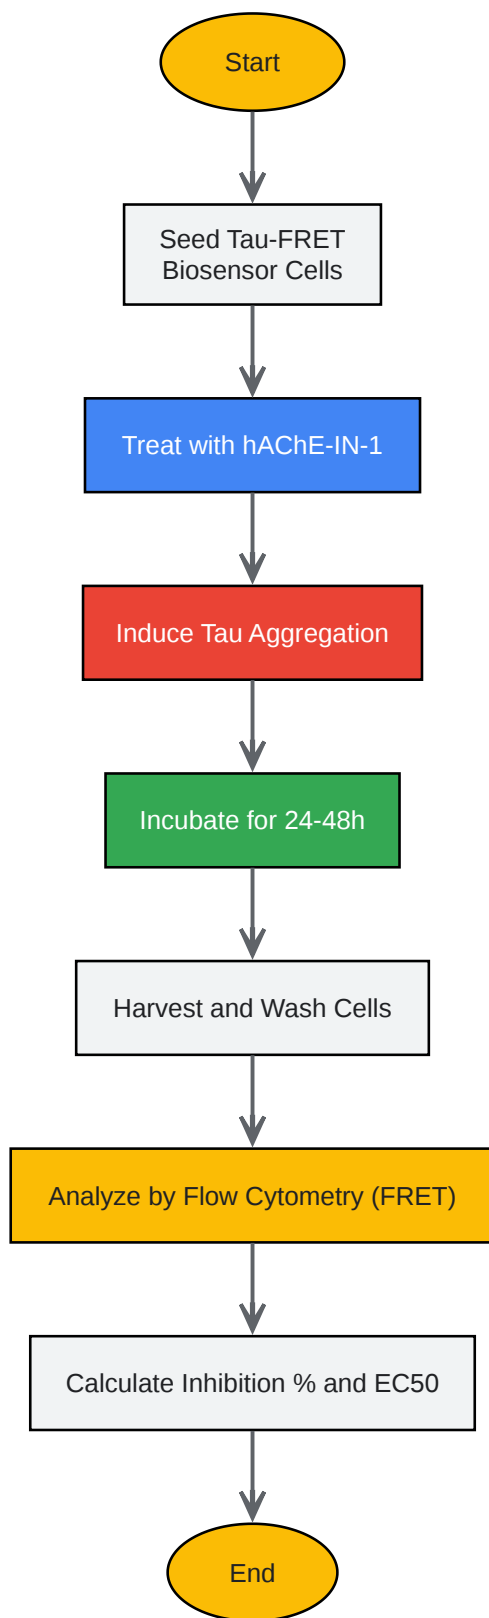 Start
Seed Tau-FRET
Biosensor Cells
Treat with hAChE-IN-1
Induce Tau Aggregation
Incubate for 24-48h
Harvest and Wash Cells
Analyze by Flow Cytometry (FRET)
Calculate Inhibition % and EC50
End